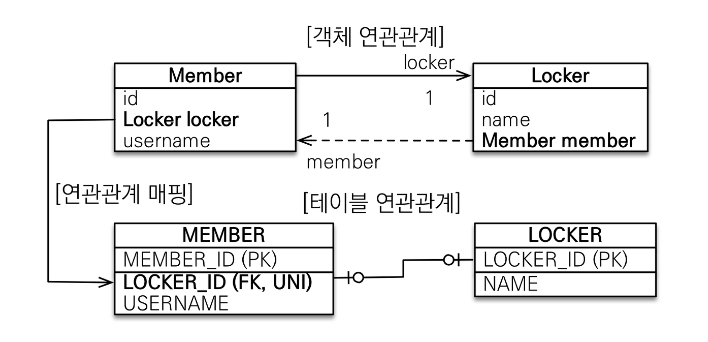 [객체 연관관계]
locker
Member
Locker
id
Locker locker
username
1
1
id
name
Member member
member
[연관관계 매핑]
[테이블 연관관계]
MEMBER
MEMBER_ID (PK)
LOCKER_ID (FK, UNI)
USERNAME
LOCKER
LOCKER_ID (PK)
NAME